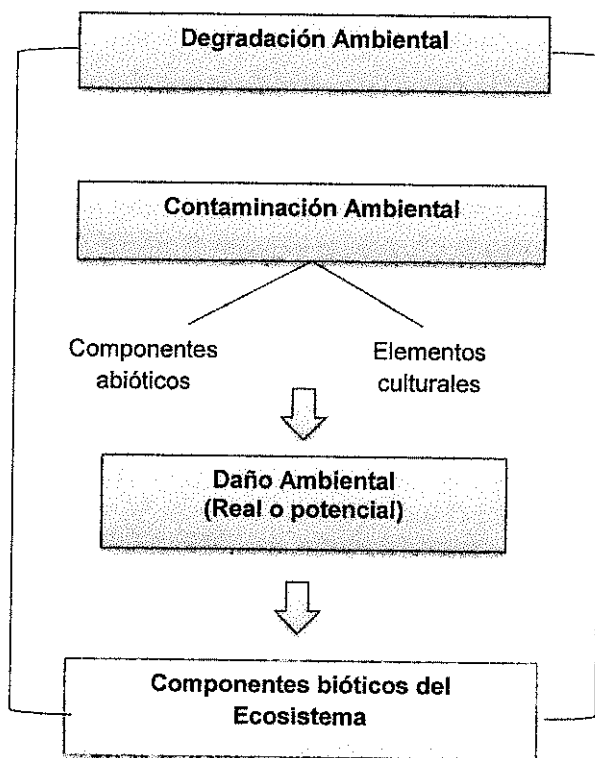 Degradación Ambiental
Contaminación Ambiental
Componentes
abióticos
Elementos
culturales
Daño Ambiental
(Real o potencial)
Componentes bióticos del
Ecosistema